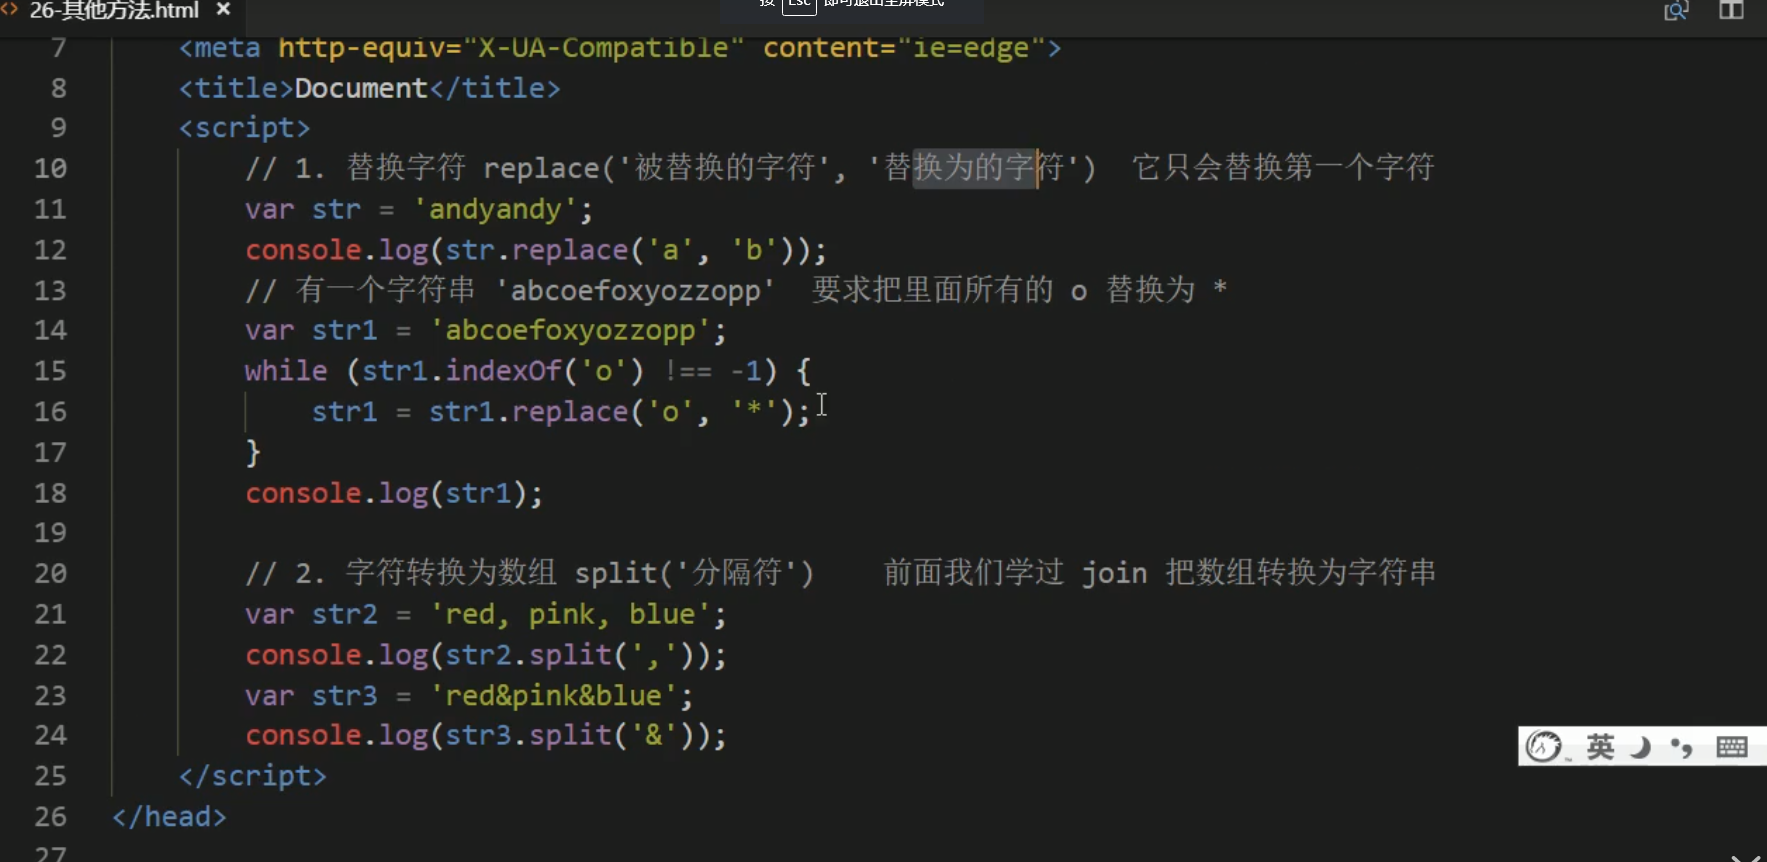 26-其他方法.html ×
按 Esc 即可退出全屏模式
7 <meta http-equiv="X-UA-Compatible" content="ie=edge">
8 <title>Document</title>
9 <script>
10 // 1. 替换字符 replace('被替换的字符', '替换为的字符')  它只会替换第一个字符
11 var str = 'andyandy';
12 console.log(str.replace('a', 'b'));
13 // 有一个字符串 'abcoefoxyozzopp'  要求把里面所有的 o 替换为 *
14 var str1 = 'abcoefoxyozzopp';
15 while (str1.indexOf('o') !== -1) {
16 str1 = str1.replace('o', '*');
17 }
18 console.log(str1);
19
20 // 2. 字符转换为数组 split('分隔符')    前面我们学过 join 把数组转换为字符串
21 var str2 = 'red, pink, blue';
22 console.log(str2.split(','));
23 var str3 = 'red&pink&blue';
24 console.log(str3.split('&'));
25 </script>
26 </head>
27
英